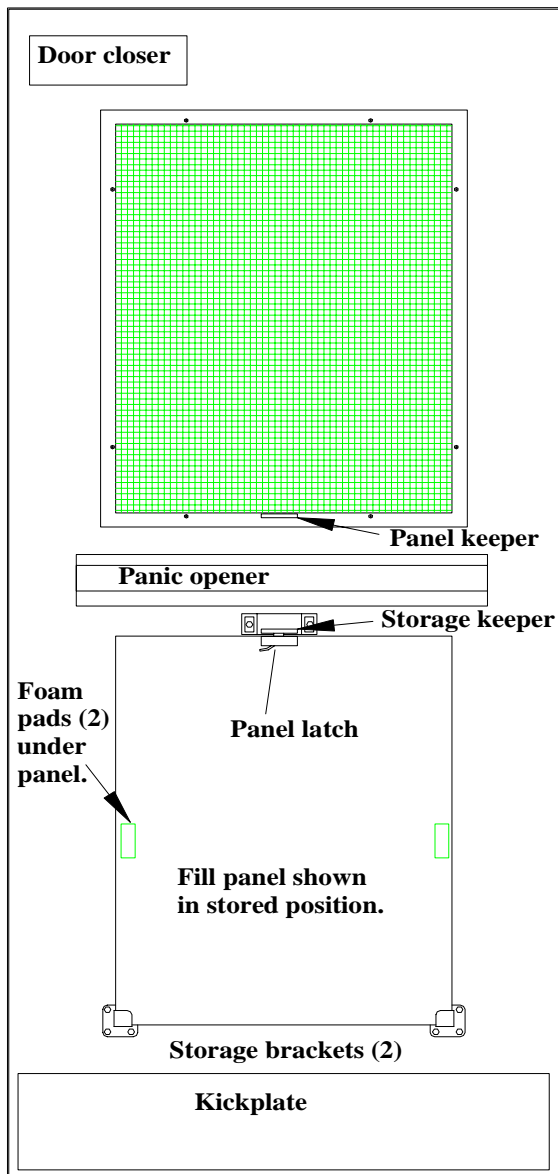 Door closer
Panel keeper
Panic opener
Storage keeper
Foam
pads (2)
under
panel.
Panel latch
Fill panel shown
in stored position.
Storage brackets (2)
Kickplate